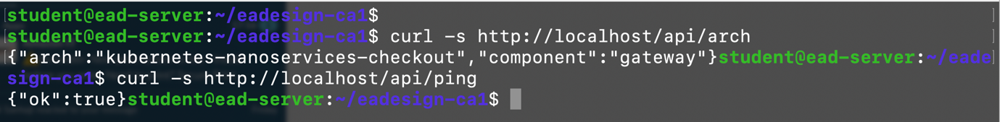 student@ead-server:~/eadesign-ca1$
student@ead-server:~/eadesign-ca1$ curl -s http://localhost/api/arch
{"arch":"kubernetes-nanoservices-checkout","component":"gateway"}student@ead-server:~/eade
sign-ca1$ curl -s http://localhost/api/ping
{"ok":true}student@ead-server:~/eadesign-ca1$